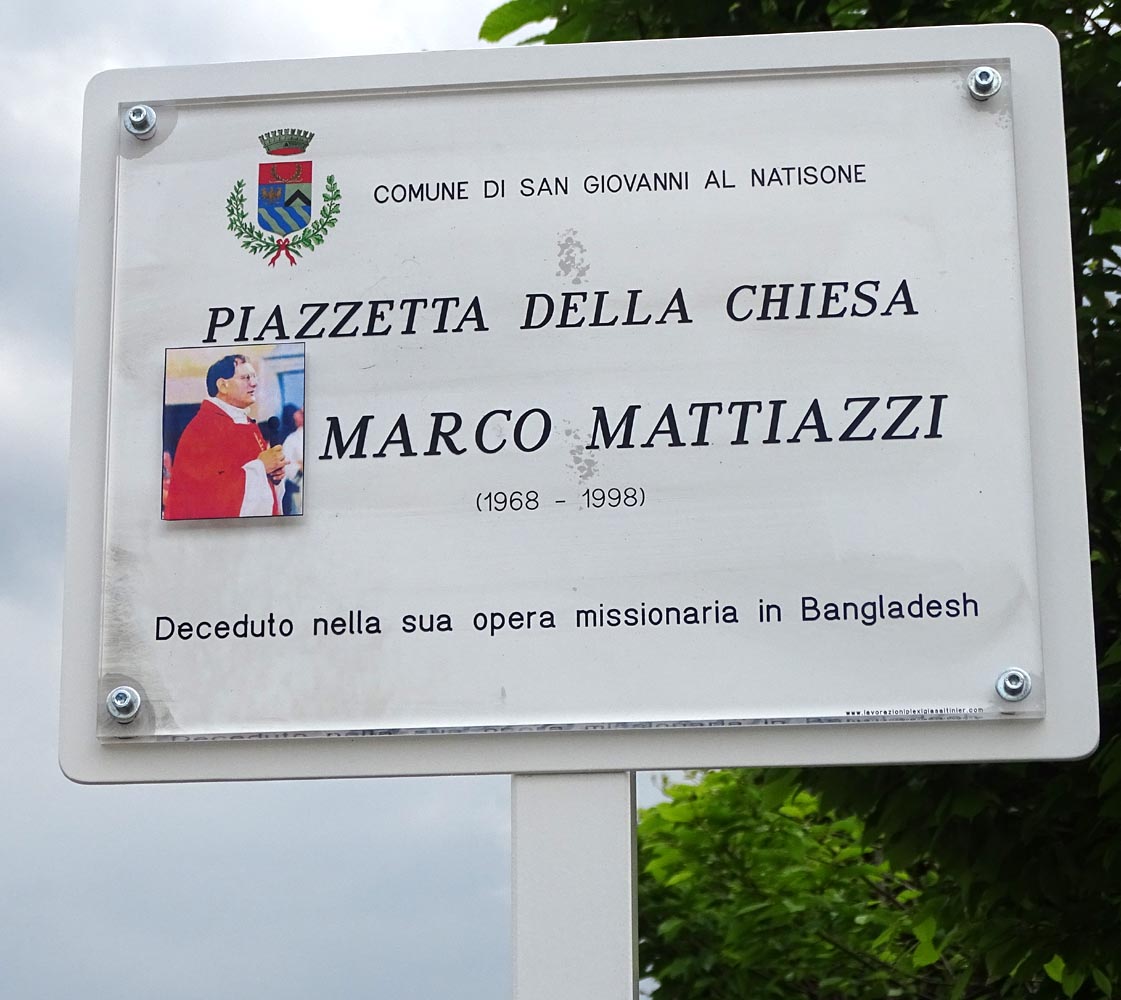 COMUNE DI SAN GIOVANNI AL NATISONE
PIAZZETTA DELLA CHIESA
MARCO MATTIAZZI
(1968 - 1998)
Deceduto nella sua opera missionaria in Bangladesh